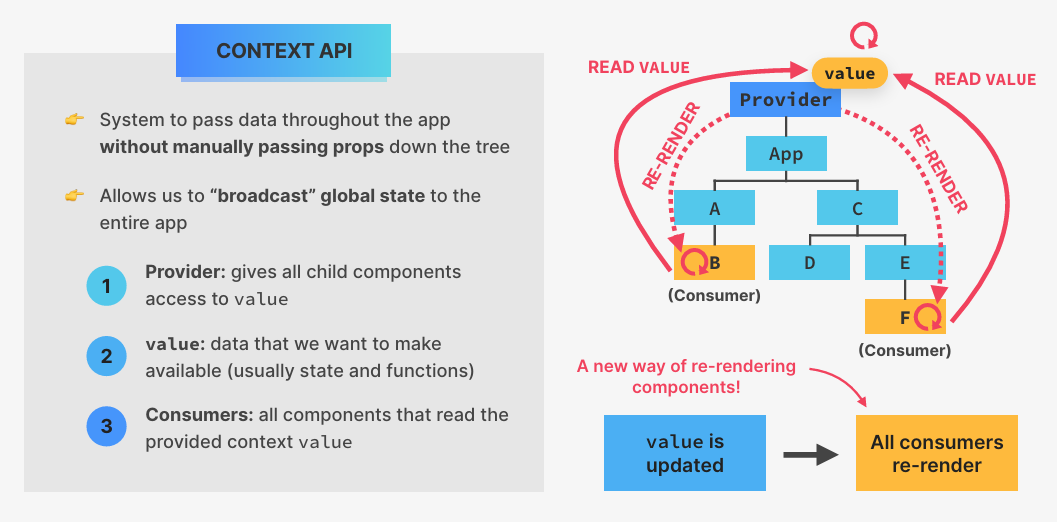 CONTEXT API
👉 System to pass data throughout the app
without manually passing props down the tree
👉 Allows us to “broadcast” global state to the
entire app
1 Provider: gives all child components
access to value
2 value: data that we want to make
available (usually state and functions)
3 Consumers: all components that read the
provided context value
READ VALUE
value
READ VALUE
Provider
RE-RENDER
RE-RENDER
App
A
C
B
D
E
(Consumer)
F
(Consumer)
A new way of re-rendering
components!
value is
updated
All consumers
re-render